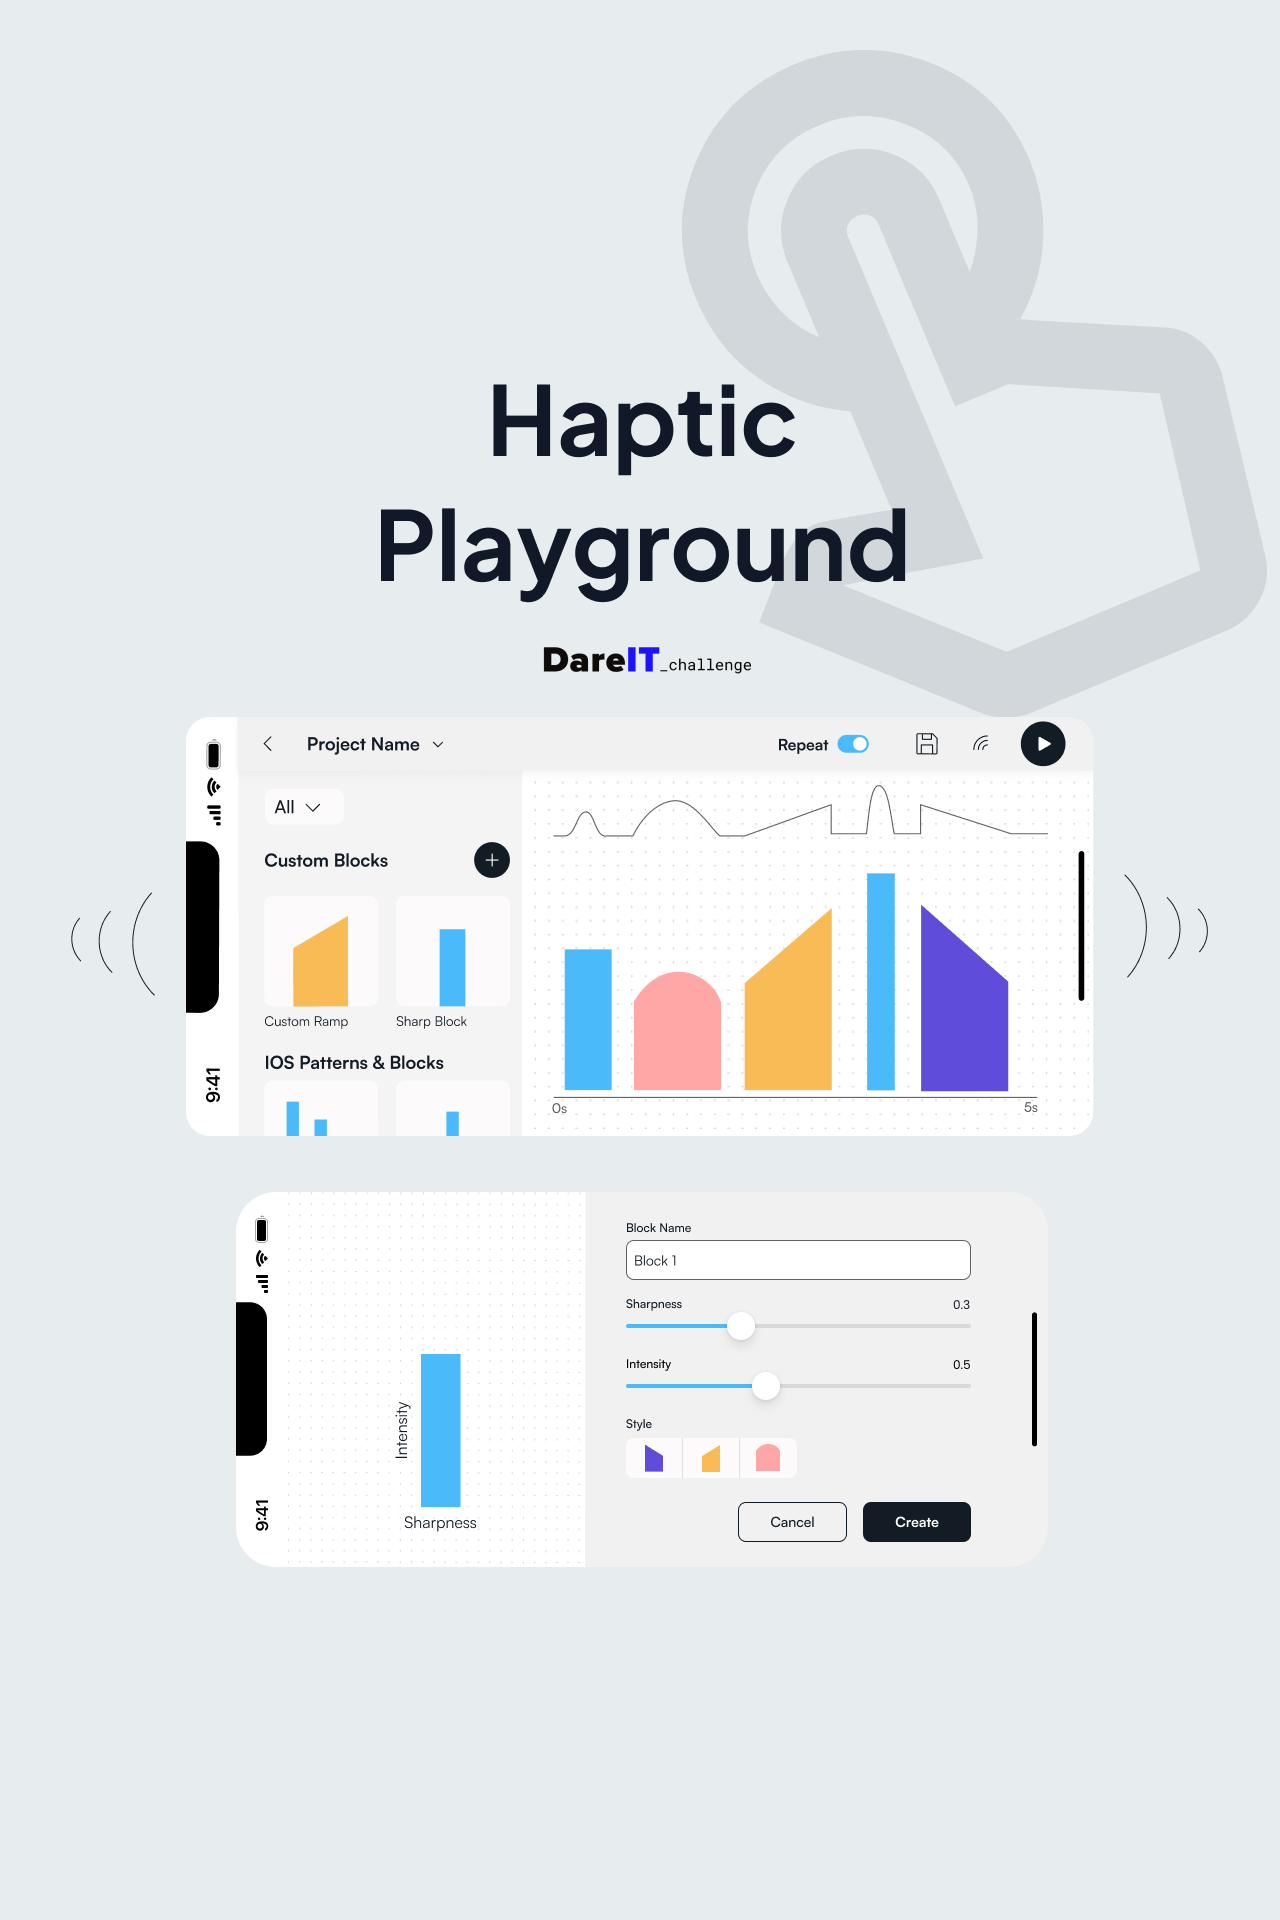 Haptic
Playground
DareIT_challenge
Project Name
Repeat
All
Custom Blocks
Custom Ramp
Sharp Block
IOS Patterns & Blocks
9:41
0s
5s
Block Name
Block 1
Sharpness
0.3
Intensity
0.5
Style
Cancel
Create
Intensity
Sharpness
9:41